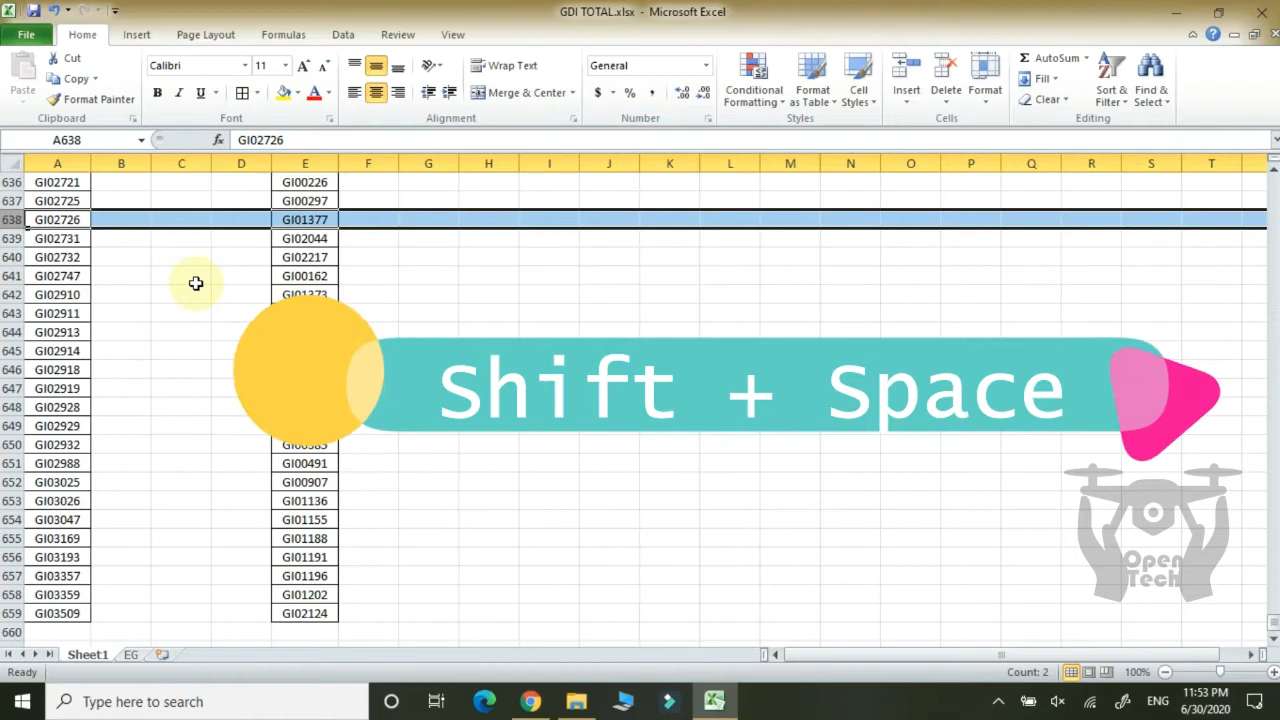 GDI TOTAL.xlsx - Microsoft Excel
File Home Insert Page Layout Formulas Data Review View
Paste Cut Copy Format Painter Clipboard
Calibri 11 B I U A Font
Wrap Text Merge & Center Alignment
General $ % , Number
Conditional Formatting Format as Table Cell Styles Styles
Insert Delete Format Cells
Σ AutoSum Fill Clear Sort & Filter Find & Select Editing
A638 fx GI02726
A B C D E F G H I J K L M N O P Q R S T
636 GI02721 GI00226
637 GI02725 GI00297
638 GI02726 GI01377
639 GI02731 GI02044
640 GI02732 GI02217
641 GI02747 GI00162
642 GI02910 GI01373
643 GI02911
644 GI02913
645 GI02914
646 GI02918
647 GI02919
648 GI02928
649 GI02929
650 GI02932
651 GI02988 GI00491
652 GI03025 GI00907
653 GI03026 GI01136
654 GI03047 GI01155
655 GI03169 GI01188
656 GI03193 GI01191
657 GI03357 GI01196
658 GI03359 GI01202
659 GI03509 GI02124
660
Shift + Space
Open
Tech
Sheet1 EG
Ready Count: 2 100%
Type here to search ENG 11:53 PM
6/30/2020